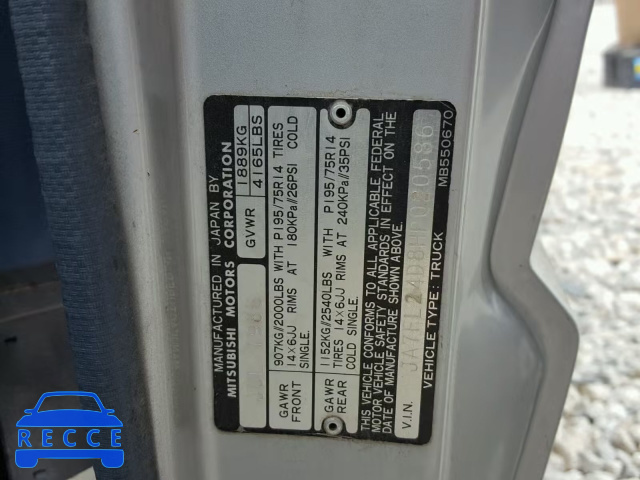 MANUFACTURED IN JAPAN BY
MITSUBISHI MOTORS CORPORATION
GVWR
1889KG
4165LBS
GAWR FRONT
907KG//2000LBS WITH P195/75R14 TIRES
14×6JJ RIMS AT 180KPa//26PSI COLD
SINGLE.
GAWR REAR
1152KG//2540LBS WITH P195/75R14
TIRES 14×6JJ RIMS AT 240KPa//35PSI
COLD SINGLE.
THIS VEHICLE CONFORMS TO ALL APPLICABLE FEDERAL
MOTOR VEHICLE SAFETY STANDARDS IN EFFECT ON THE
DATE OF MANUFACTURE SHOWN ABOVE.
V.I.N.
VEHICLE TYPE: TRUCK
MB550670
RECCE